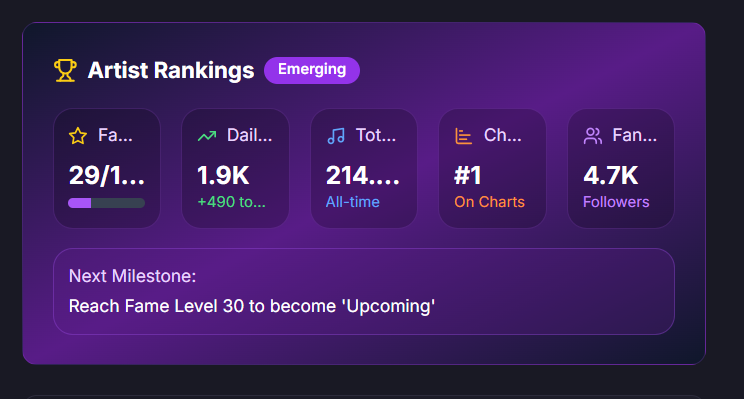 Artist Rankings Emerging
Fa... Dail... Tot... Ch... Fan...
29/1... 1.9K 214.... #1 4.7K
+490 to... All-time On Charts Followers
Next Milestone:
Reach Fame Level 30 to become 'Upcoming'